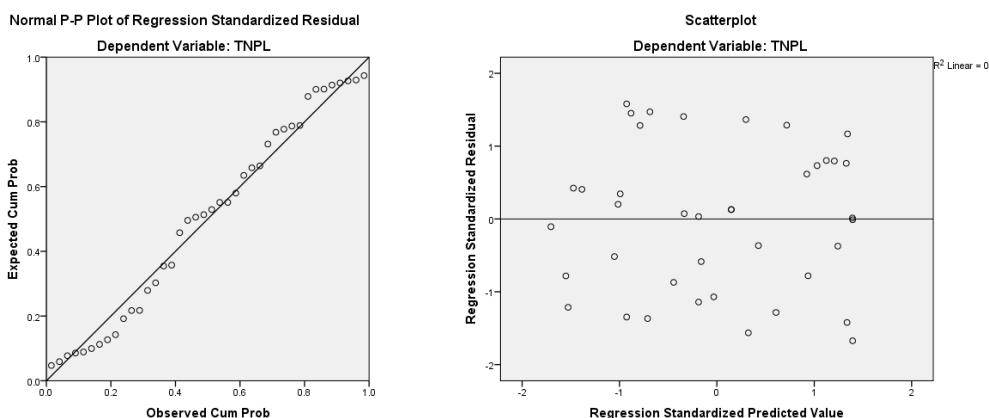 Normal P-P Plot of Regression Standardized Residual
Dependent Variable: TNPL
1.0
0.8
0.6
0.4
0.2
0.0
Expected Cum Prob
0.0 0.2 0.4 0.6 0.8 1.0
Observed Cum Prob
Scatterplot
Dependent Variable: TNPL
R² Linear = 0
2
1
0
-1
-2
Regression Standardized Residual
-2 -1 0 1 2
Regression Standardized Predicted Value